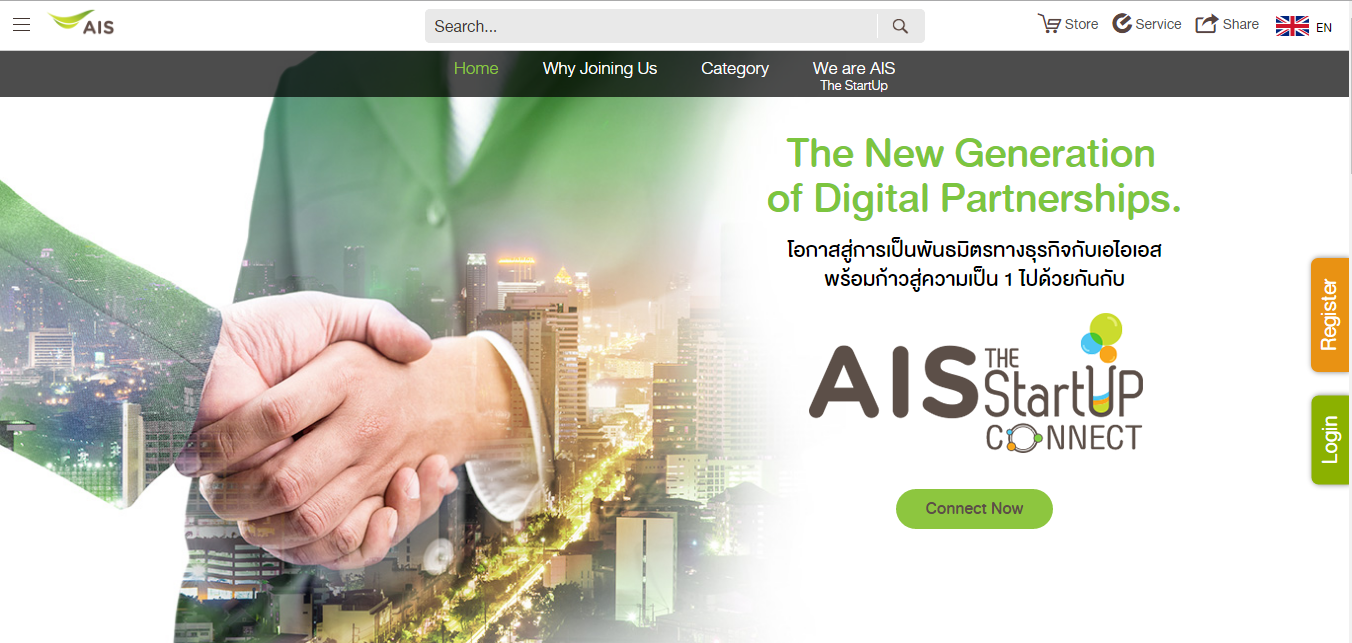 AIS
Search...
Store
Service
Share
EN
Home
Why Joining Us
Category
We are AIS
The StartUp
The New Generation
of Digital Partnerships.
โอกาสสู่การเป็นพันธมิตรทางธุรกิจกับเอไอเอส
พร้อมก้าวสู่ความเป็น 1 ไปด้วยกันกับ
AIS THE
StartUP
CONNECT
Connect Now
Register
Login